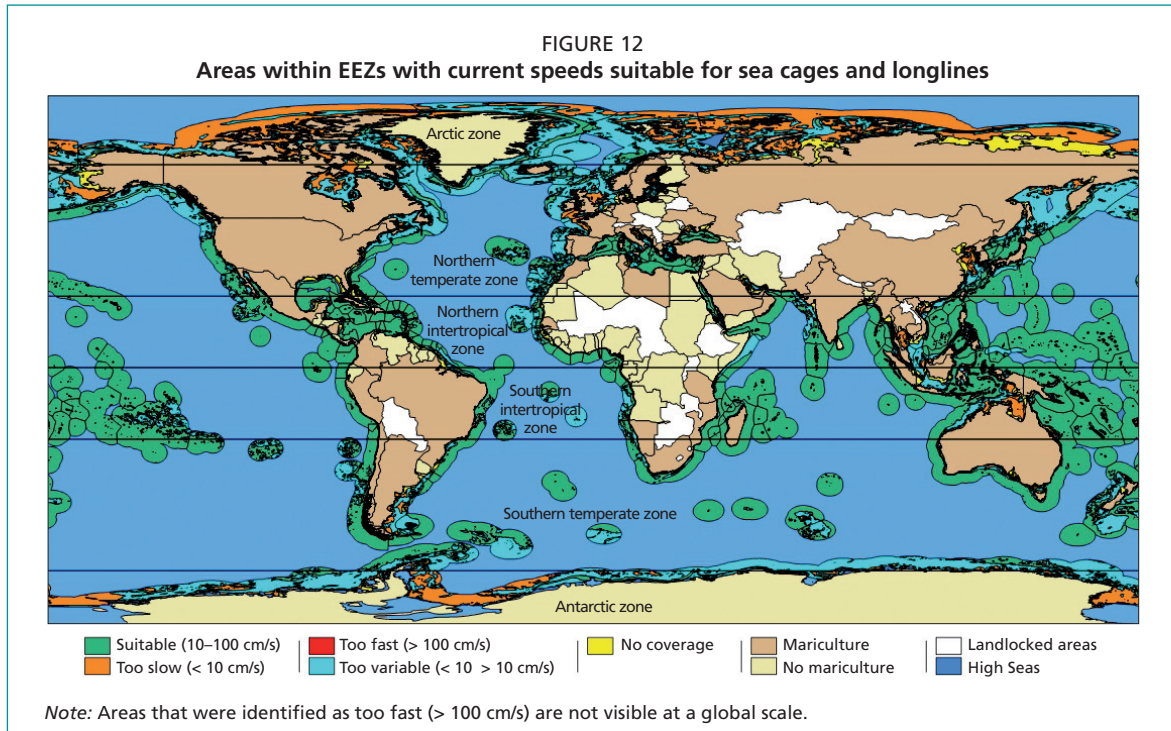 FIGURE 12
Areas within EEZs with current speeds suitable for sea cages and longlines
Arctic zone
Northern
temperate zone
Northern
intertropical
zone
Southern
intertropical
zone
Southern temperate zone
Antarctic zone
Suitable (10–100 cm/s)
Too slow (< 10 cm/s)
Too fast (> 100 cm/s)
Too variable (< 10 > 10 cm/s)
No coverage
Mariculture
No mariculture
Landlocked areas
High Seas
Note: Areas that were identified as too fast (> 100 cm/s) are not visible at a global scale.